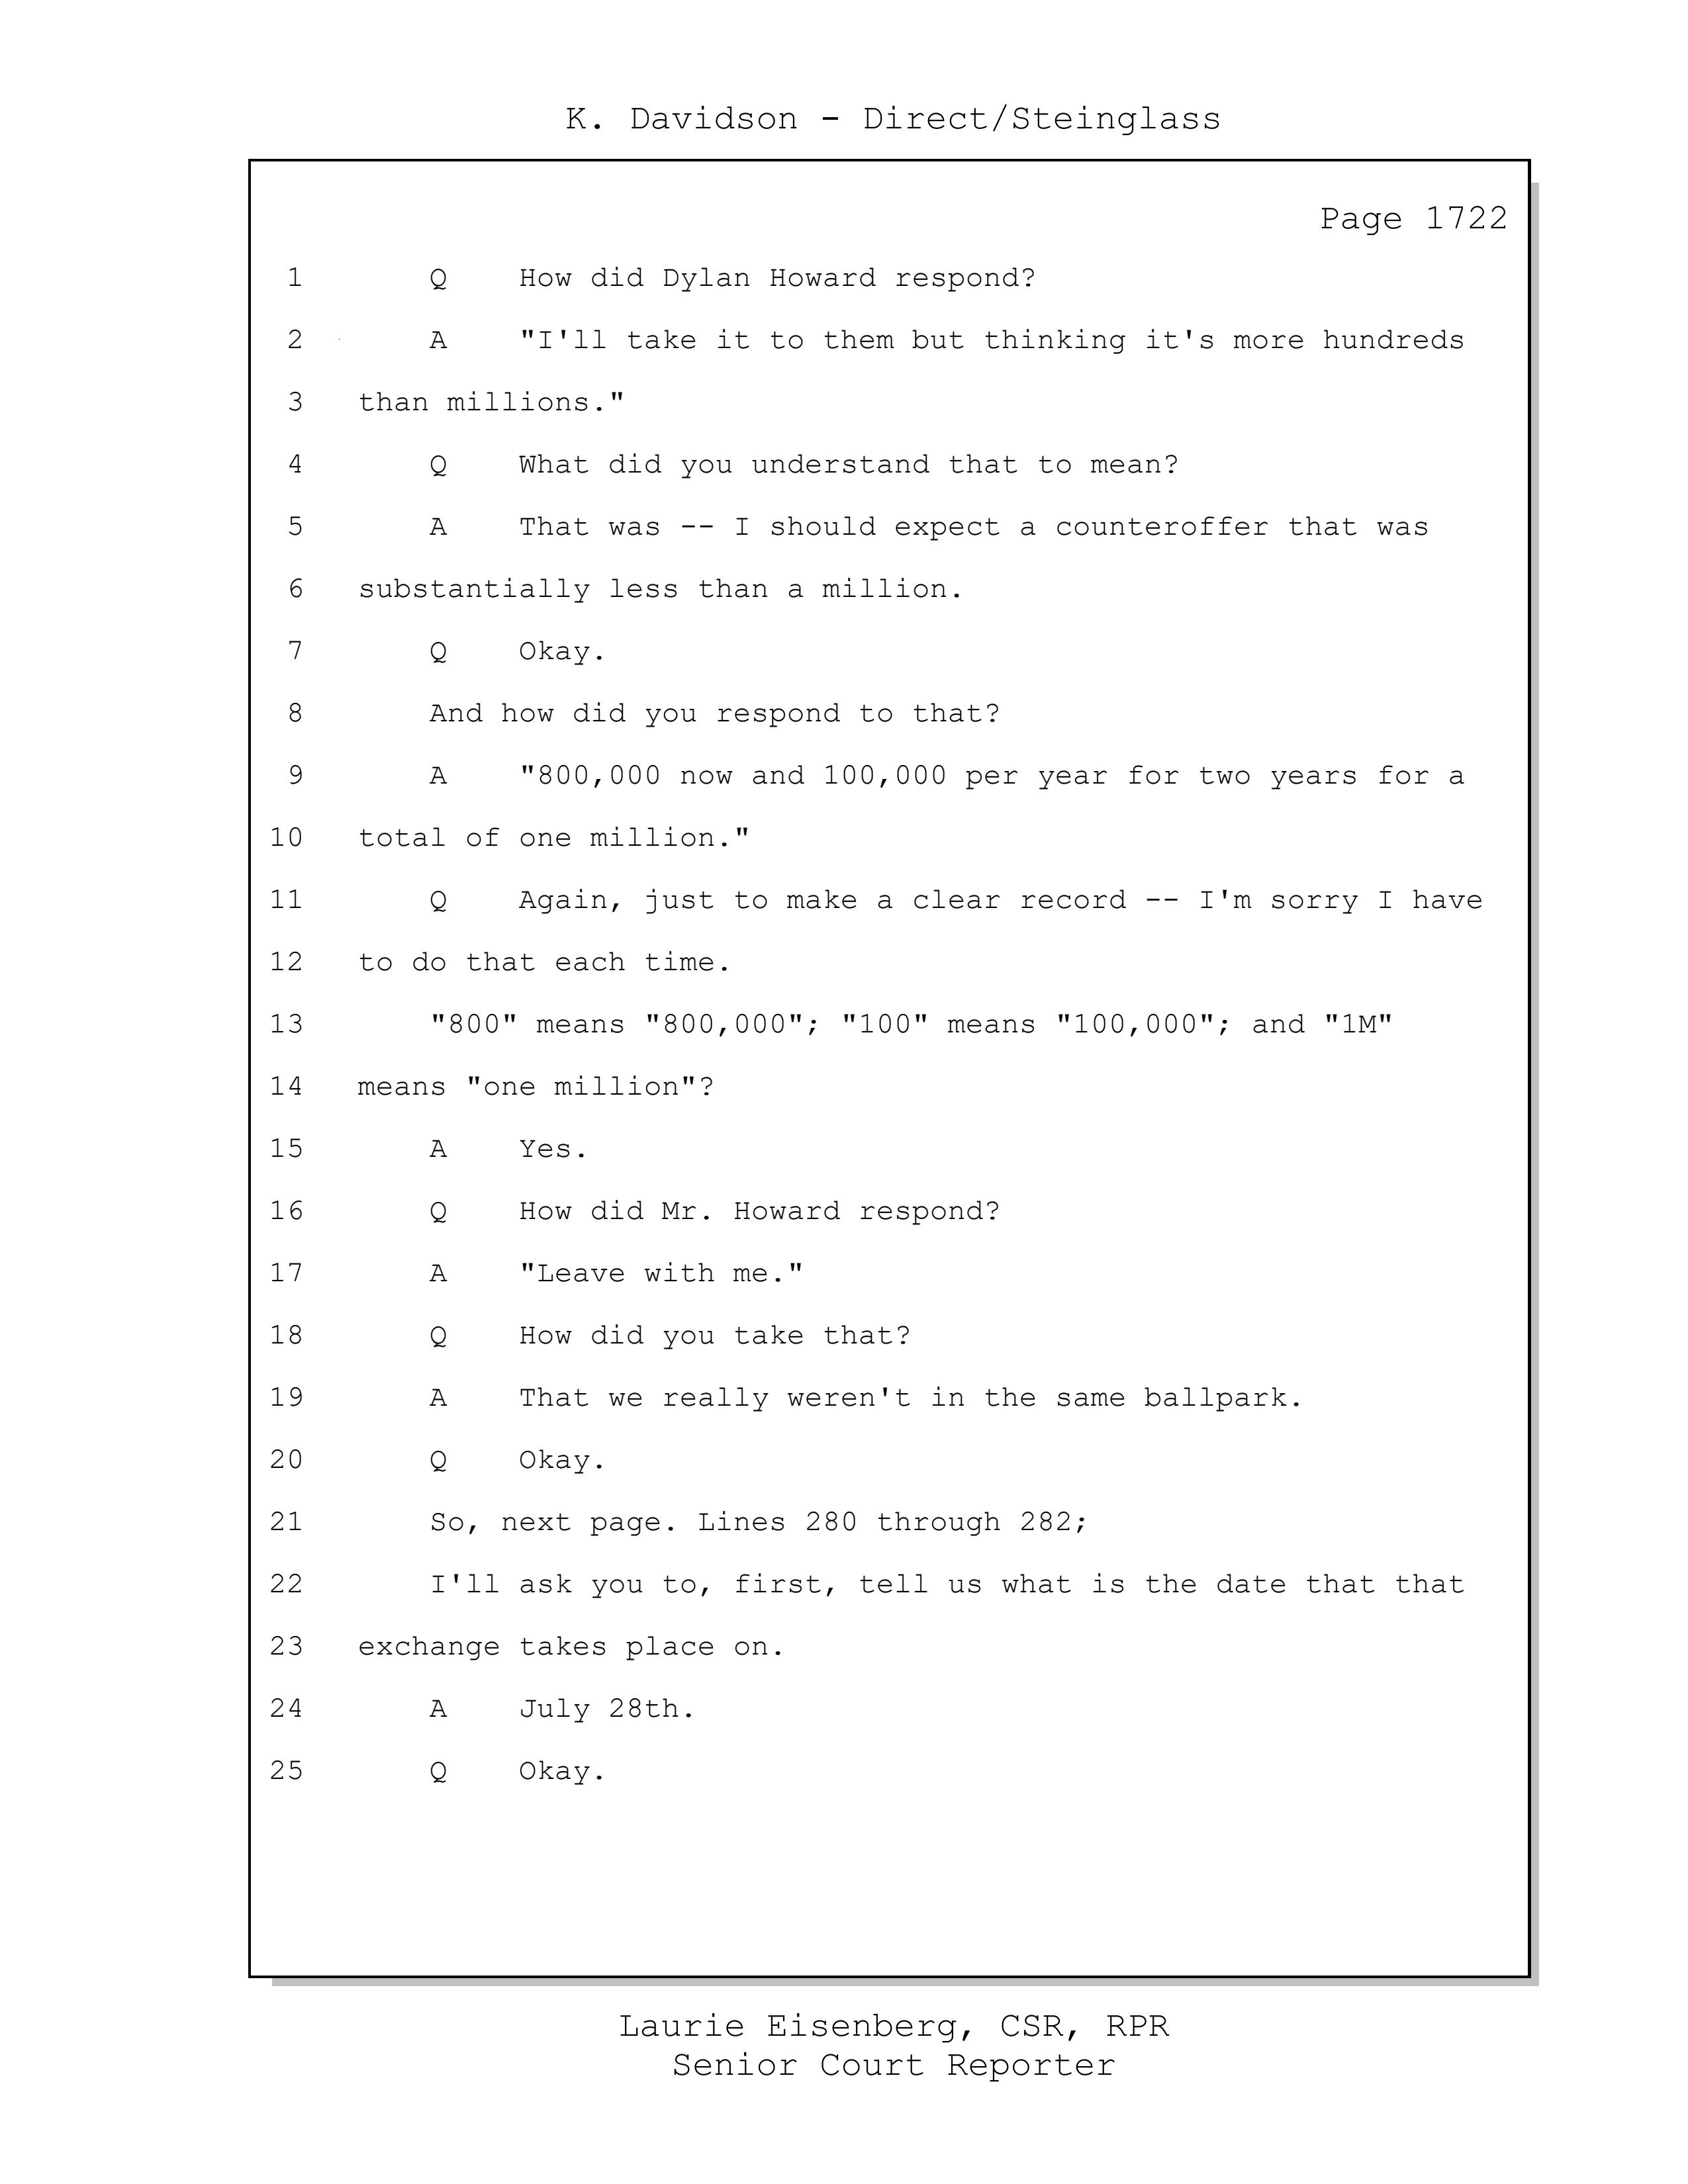 K. Davidson - Direct/Steinglass
Page 1722
1 Q How did Dylan Howard respond?
2 A "I'll take it to them but thinking it's more hundreds
3 than millions."
4 Q What did you understand that to mean?
5 A That was -- I should expect a counteroffer that was
6 substantially less than a million.
7 Q Okay.
8 And how did you respond to that?
9 A "800,000 now and 100,000 per year for two years for a
10 total of one million."
11 Q Again, just to make a clear record -- I'm sorry I have
12 to do that each time.
13 "800" means "800,000"; "100" means "100,000"; and "1M"
14 means "one million"?
15 A Yes.
16 Q How did Mr. Howard respond?
17 A "Leave with me."
18 Q How did you take that?
19 A That we really weren't in the same ballpark.
20 Q Okay.
21 So, next page. Lines 280 through 282;
22 I'll ask you to, first, tell us what is the date that that
23 exchange takes place on.
24 A July 28th.
25 Q Okay.
Laurie Eisenberg, CSR, RPR
Senior Court Reporter